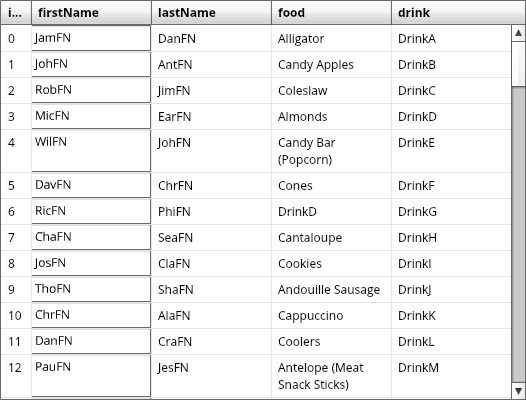 i... firstName lastName food drink
0 JamFN DanFN Alligator DrinkA
1 JohFN AntFN Candy Apples DrinkB
2 RobFN JimFN Coleslaw DrinkC
3 MicFN EarFN Almonds DrinkD
4 WilFN JohFN Candy Bar DrinkE
(Popcorn)
5 DavFN ChrFN Cones DrinkF
6 RicFN PhiFN DrinkD DrinkG
7 ChaFN SeaFN Cantaloupe DrinkH
8 JosFN ClaFN Cookies DrinkI
9 ThoFN ShaFN Andouille Sausage DrinkJ
10 ChrFN AlaFN Cappuccino DrinkK
11 DanFN CraFN Coolers DrinkL
12 PauFN JesFN Antelope (Meat DrinkM
Snack Sticks)